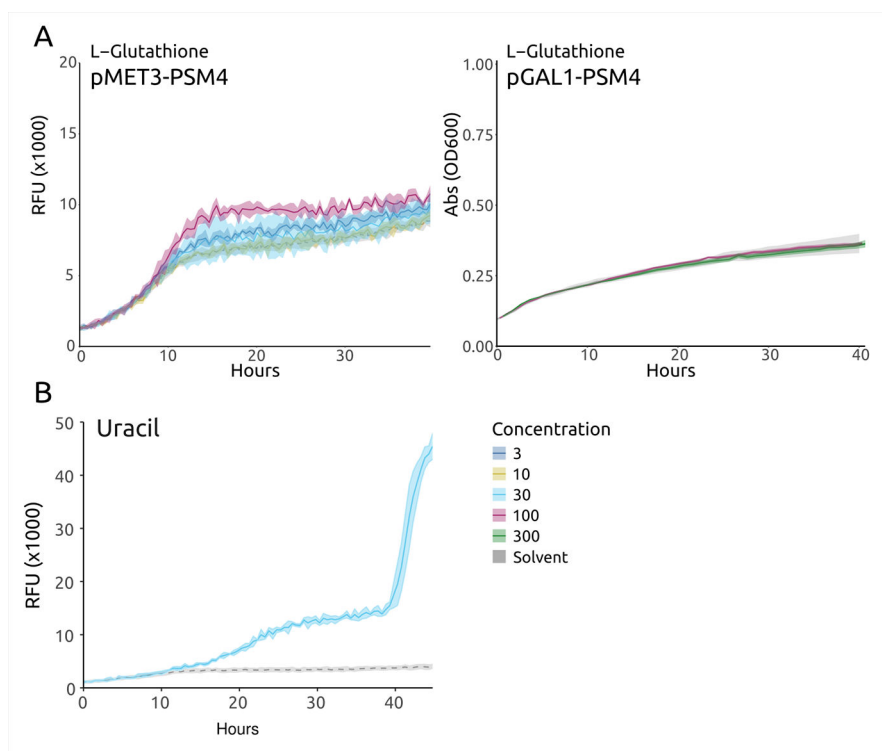 A
L–Glutathione
pMET3-PSM4
RFU (x1000)
20
15
10
5
0
0 10 20 30
Hours
L–Glutathione
pGAL1-PSM4
Abs (OD600)
1.00
0.75
0.50
0.25
0.00
0 10 20 30 40
Hours
B
Uracil
RFU (x1000)
50
40
30
20
10
0
0 10 20 30 40
Hours
Concentration
3
10
30
100
300
Solvent